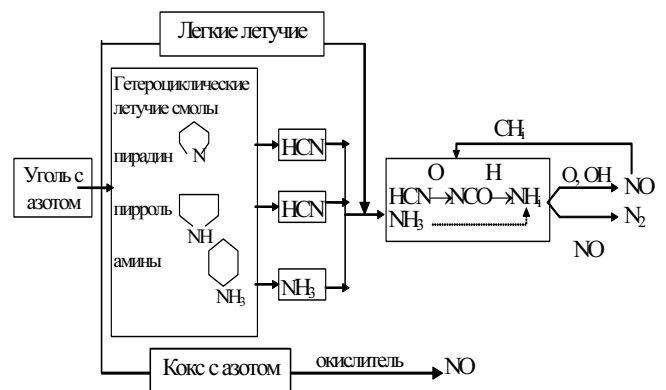 Легкие летучие
Гетероциклические
летучие смолы
пирадин
N
HCN
Уголь с
азотом
пирроль
NH
HCN
амины
NH₃
NH₃
CHᵢ
O H
HCN→NCO→NHᵢ
NH₃
O, OH
NO
N₂
NO
Кокс с азотом
окислитель
NO